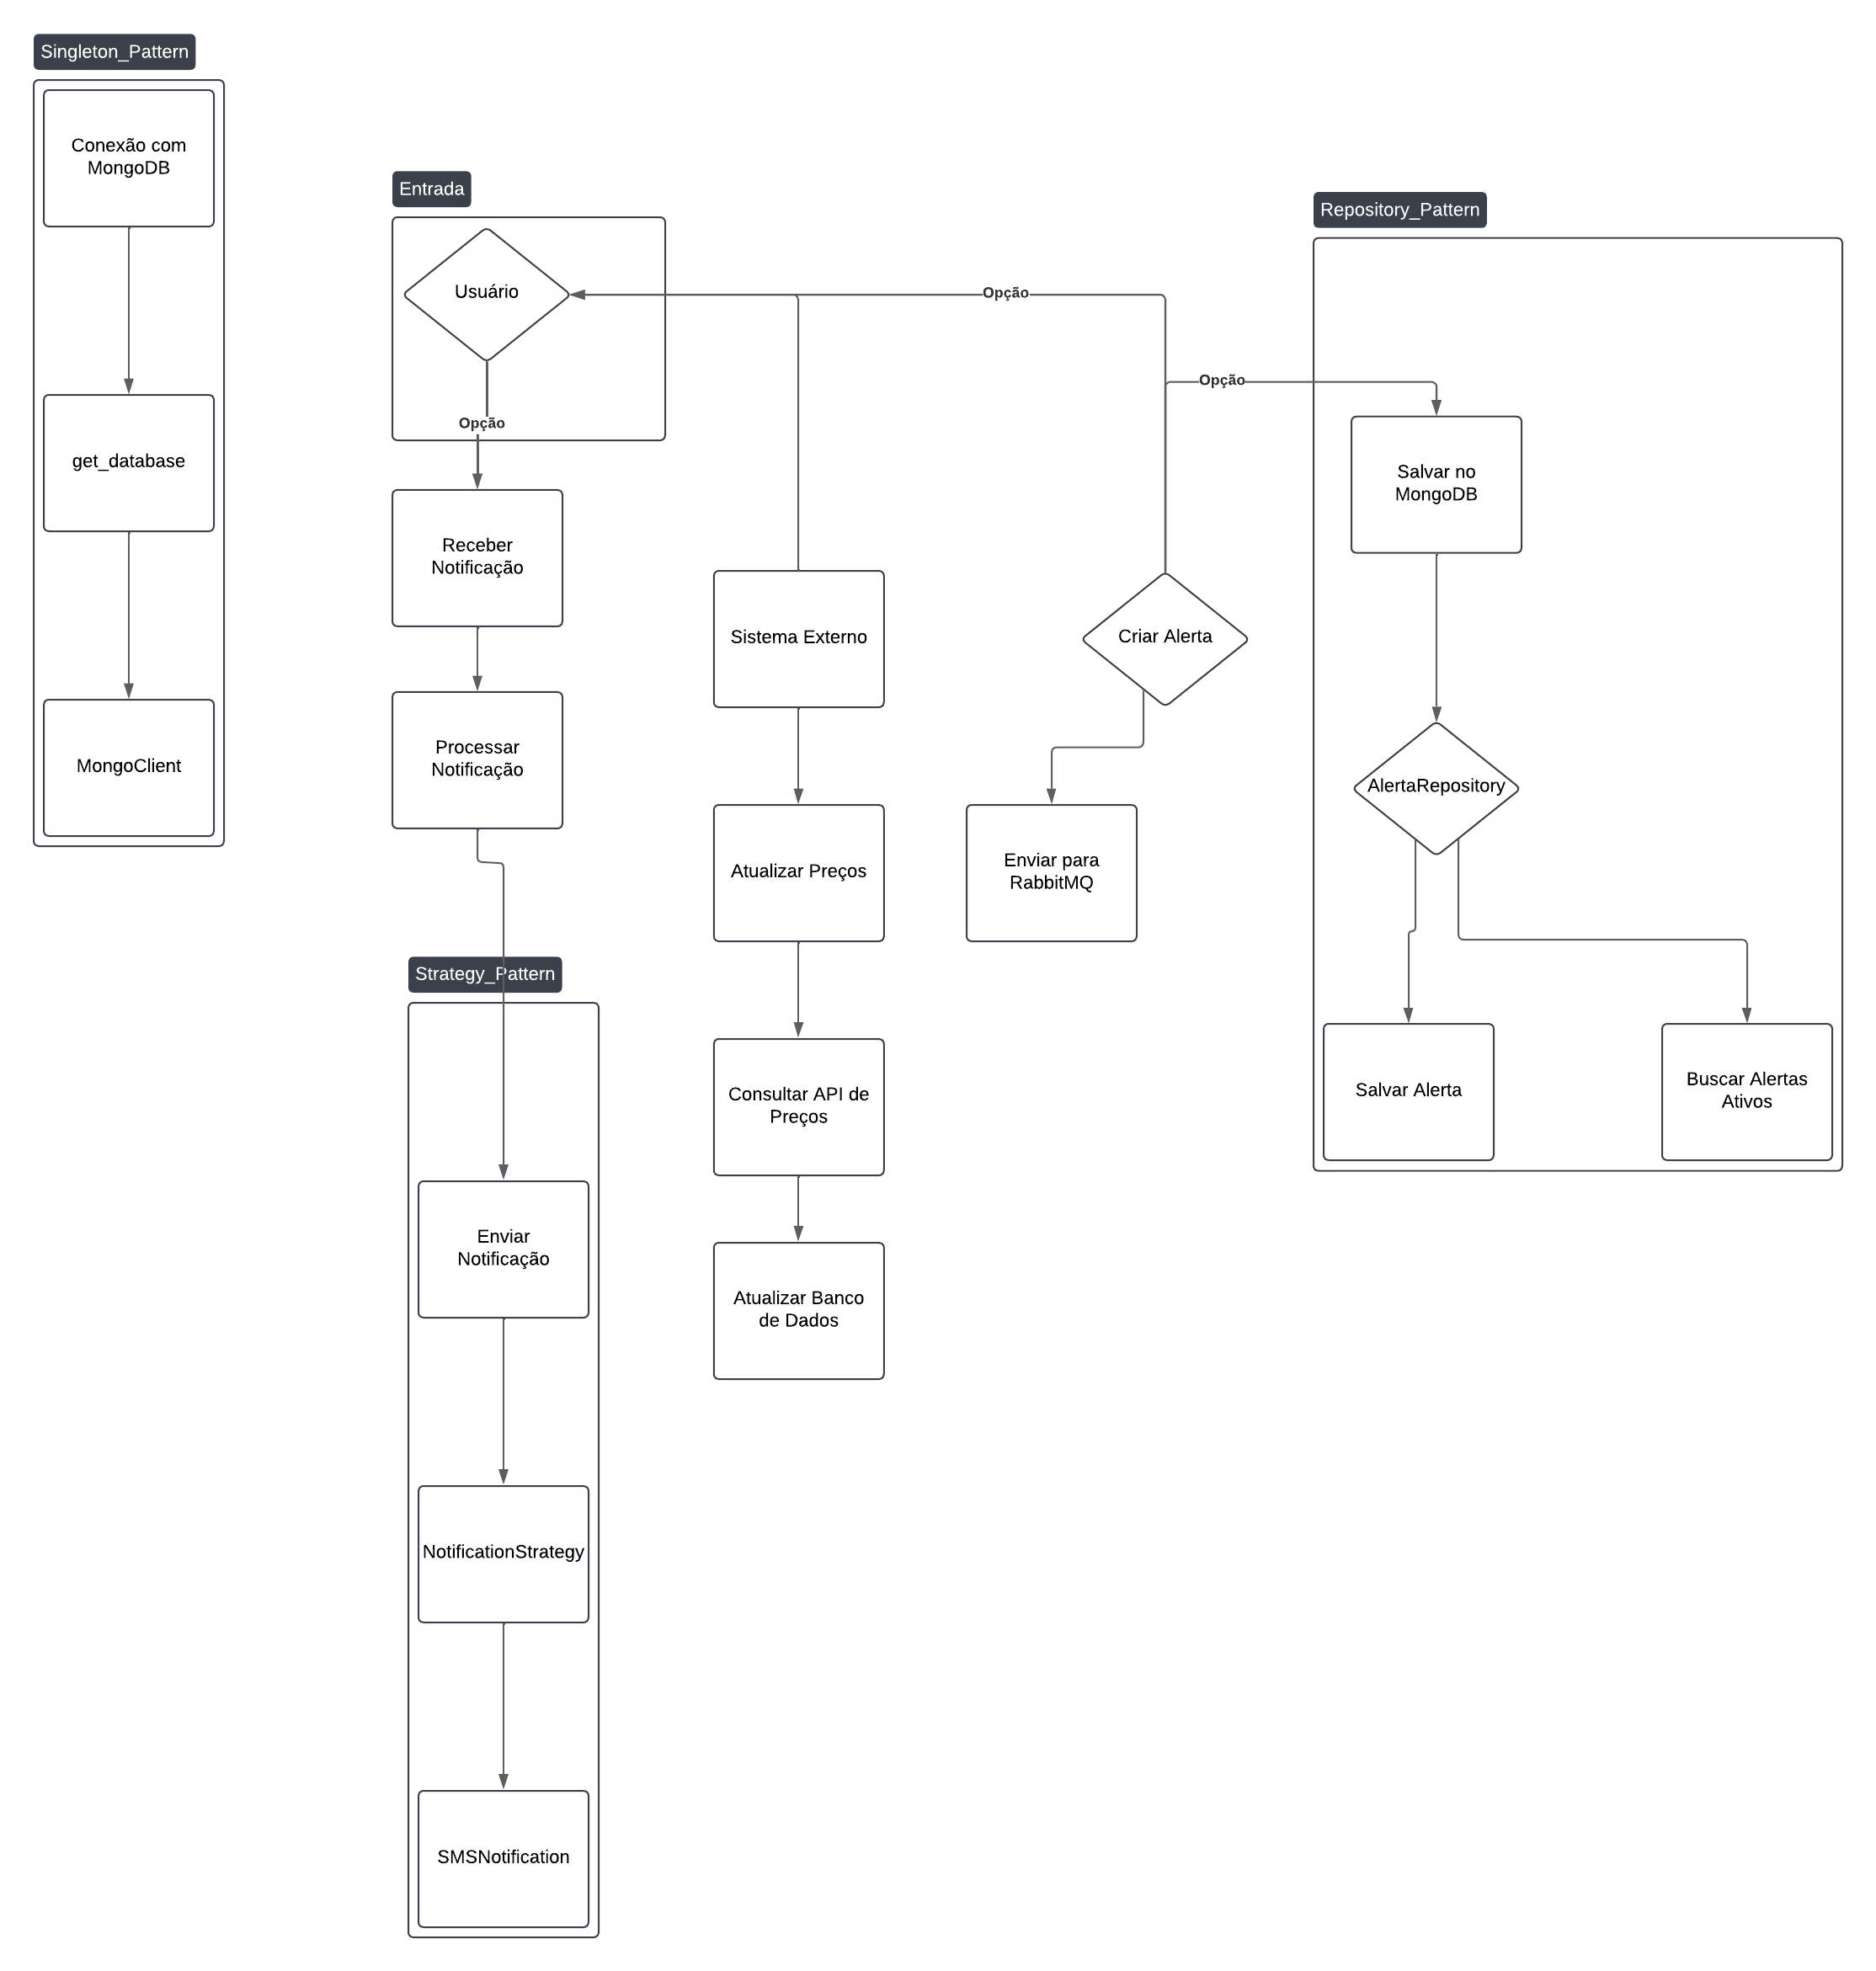 Singleton_Pattern
Conexão com
MongoDB
get_database
MongoClient
Entrada
Usuário
Opção
Receber
Notificação
Processar
Notificação
Strategy_Pattern
Enviar
Notificação
NotificationStrategy
SMSNotification
Sistema Externo
Atualizar Preços
Consultar API de
Preços
Atualizar Banco
de Dados
Opção
Criar Alerta
Enviar para
RabbitMQ
Opção
Repository_Pattern
Salvar no
MongoDB
AlertaRepository
Salvar Alerta
Buscar Alertas
Ativos